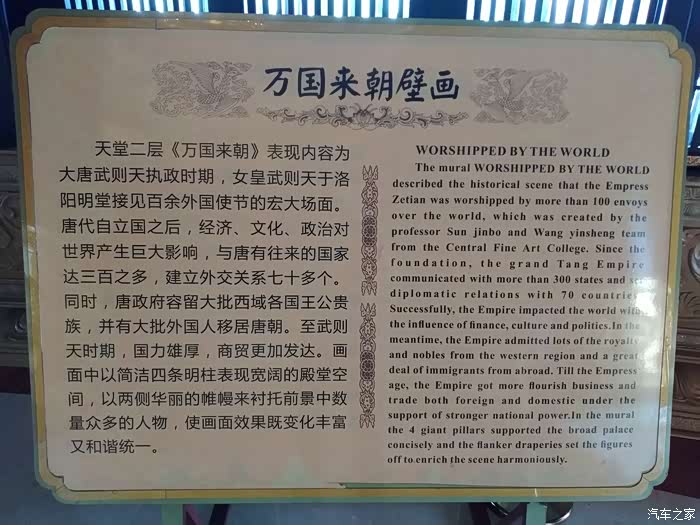 万国来朝壁画
天堂二层《万国来朝》表现内容为
大唐武则天执政时期，女皇武则天于洛
阳明堂接见百余外国使节的宏大场面。
唐代自立国之后，经济、文化、政治对
世界产生巨大影响，与唐有往来的国家
达三百之多，建立外交关系七十多个。
同时，唐政府容留大批西域各国王公贵
族，并有大批外国人移居唐朝。至武则
天时期，国力雄厚，商贸更加发达。画
面中以简洁四条明柱表现宽阔的殿堂空
间，以两侧华丽的帷幔来衬托前景中数
量众多的人物，使画面效果既变化丰富
又和谐统一。
WORSHIPPED BY THE WORLD
The mural WORSHIPPED BY THE WORLD
described the historical scene that the Empress
Zetian was worshipped by more than 100 envoys
over the world, which was created by the
professor Sun jinbo and Wang yinsheng team
from the Central Fine Art College. Since the
foundation, the grand Tang Empire
communicated with more than 300 states and
diplomatic relations with 70 countries
Successfully, the Empire impacted the world with
the influence of finance, culture and politics.In the
meantime, the Empire admitted lots of the royalty
and nobles from the western region and a great
deal of immigrants from abroad. Till the Empress
age, the Empire got more flourish business and
trade both foreign and domestic under the
support of stronger national power.In the mural
the 4 giant pillars supported the broad palace
concisely and the flanker draperies set the figures
off to enrich the scene harmoniously.
汽车之家